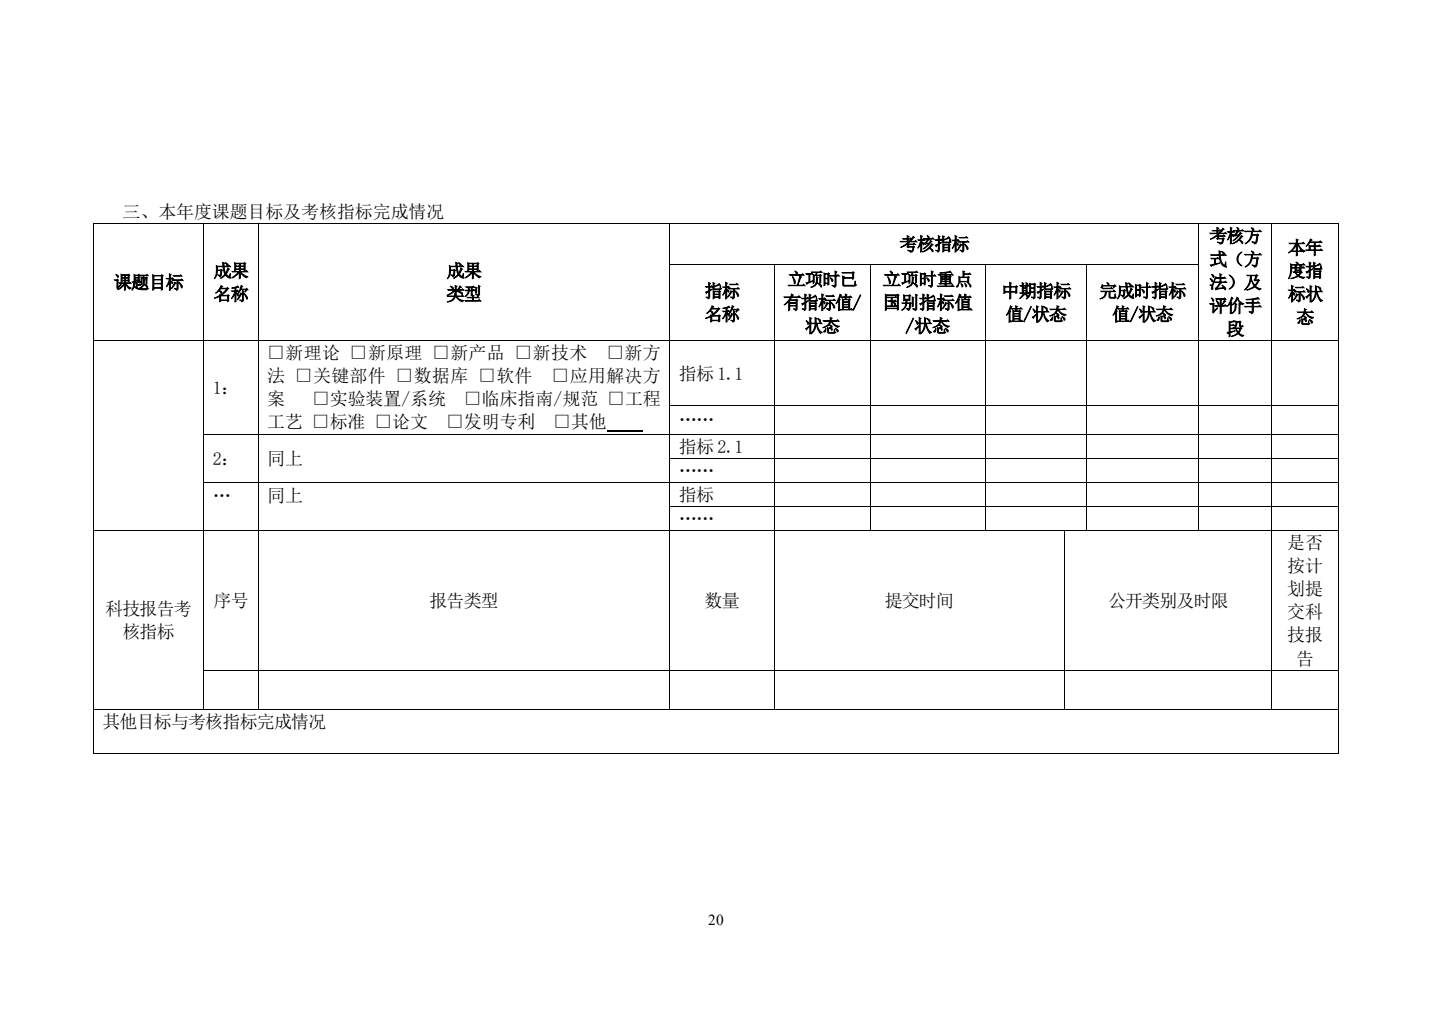 三、本年度课题目标及考核指标完成情况
课题目标
成果
名称
成果
类型
考核指标
考核方
式（方
法）及
评价手
段
本年
度指
标状
态
指标
名称
立项时已
有指标值/
状态
立项时重点
国别指标值
/状态
中期指标
值/状态
完成时指标
值/状态
1：
□新理论 □新原理 □新产品 □新技术 □新方
法 □关键部件 □数据库 □软件 □应用解决方
案 □实验装置/系统 □临床指南/规范 □工程
工艺 □标准 □论文 □发明专利 □其他____
指标 1.1
……
2：
同上
指标 2.1
……
…
同上
指标
……
科技报告考
核指标
序号
报告类型
数量
提交时间
公开类别及时限
是否
按计
划提
交科
技报
告
其他目标与考核指标完成情况
20